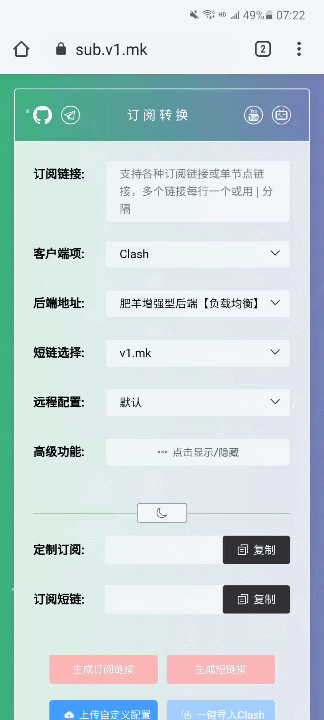 49% 07:22
sub.v1.mk
2
订阅转换
订阅链接:
支持各种订阅链接或单节点链
接，多个链接每行一个或用 | 分
隔
客户端项:
Clash
后端地址:
肥羊增强型后端【负载均衡】
短链选择:
v1.mk
远程配置:
默认
高级功能:
点击显示/隐藏
定制订阅:
复制
订阅短链:
复制
生成订阅链接
生成短链接
上传自定义配置
一键导入Clash